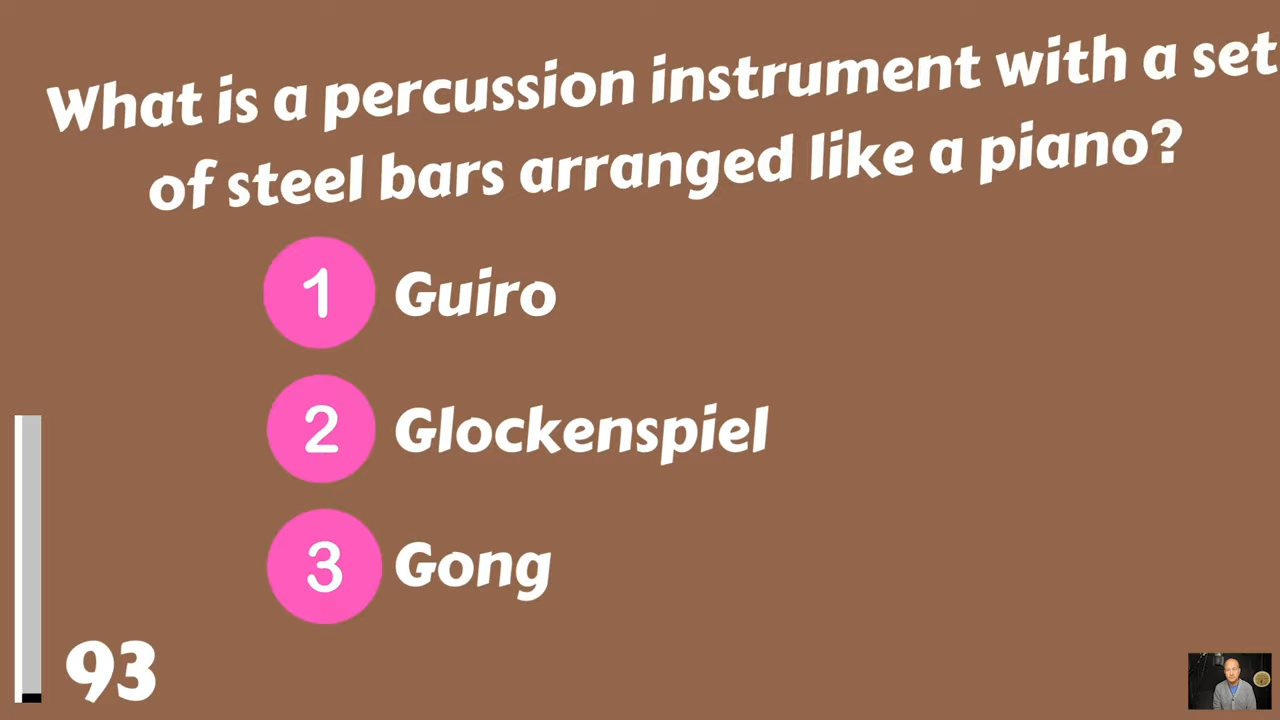 What is a percussion instrument with a set
of steel bars arranged like a piano?
1 Guiro
2 Glockenspiel
3 Gong
93